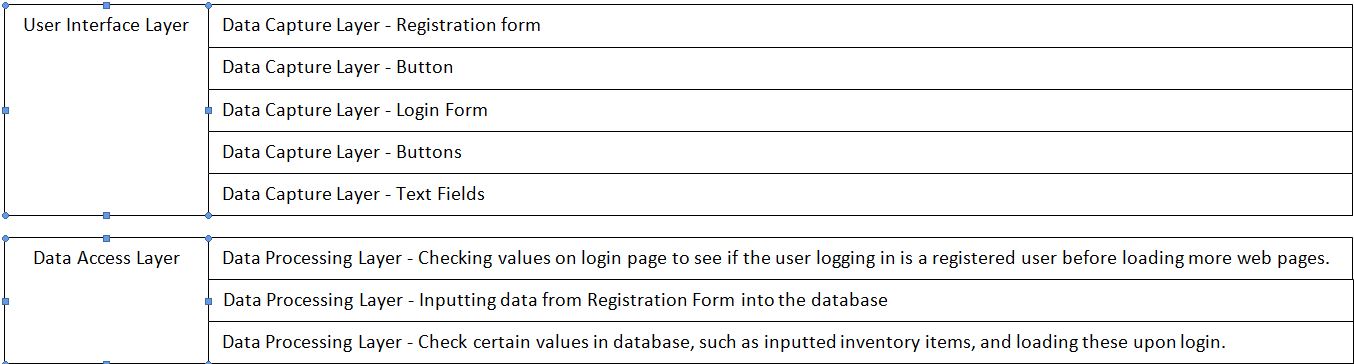 User Interface Layer
Data Capture Layer - Registration form
Data Capture Layer - Button
Data Capture Layer - Login Form
Data Capture Layer - Buttons
Data Capture Layer - Text Fields
Data Access Layer
Data Processing Layer - Checking values on login page to see if the user logging in is a registered user before loading more web pages.
Data Processing Layer - Inputting data from Registration Form into the database
Data Processing Layer - Check certain values in database, such as inputted inventory items, and loading these upon login.